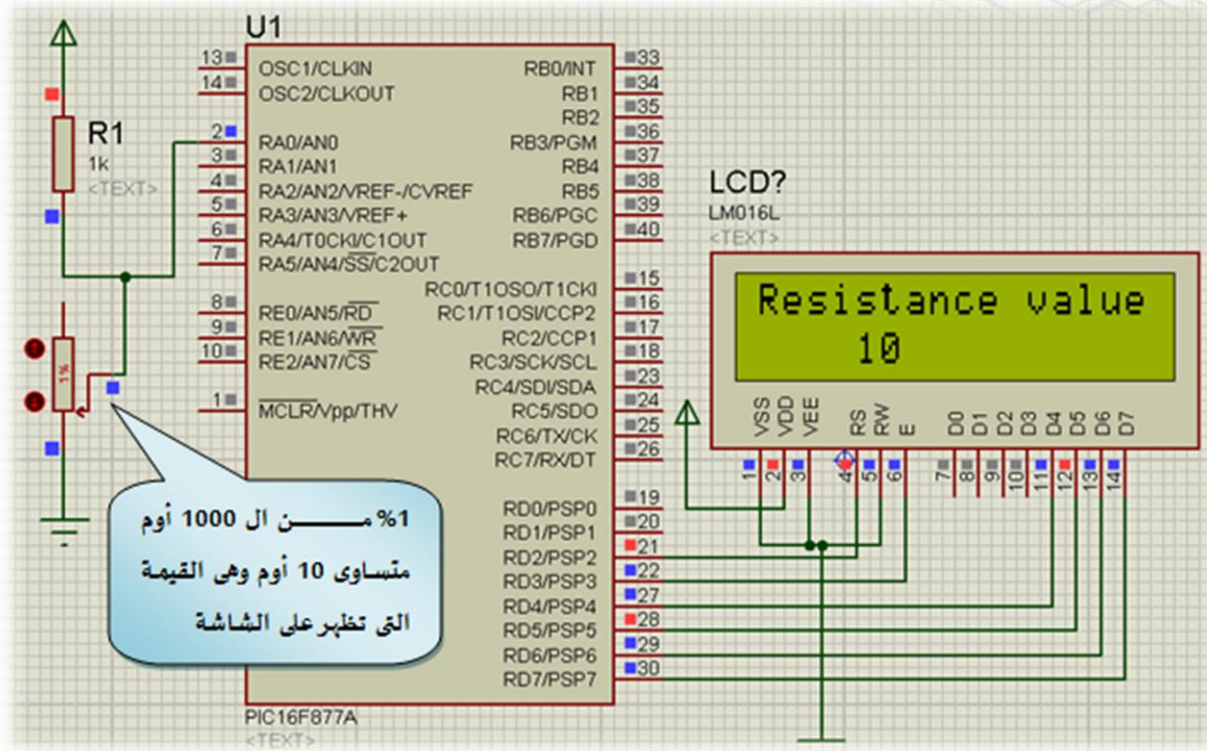 U1
13
OSC1/CLKIN
14
OSC2/CLKOUT
2
RA0/AN0
3
RA1/AN1
4
RA2/AN2/VREF-/CVREF
5
RA3/AN3/VREF+
6
RA4/T0CKI/C1OUT
7
RA5/AN4/SS/C2OUT
8
RE0/AN5/RD
9
RE1/AN6/WR
10
RE2/AN7/CS
1
MCLR/Vpp/THV
RB0/INT
33
RB1
34
RB2
35
RB3/PGM
36
RB4
37
RB5
38
RB6/PGC
39
RB7/PGD
40
RC0/T1OSO/T1CKI
15
RC1/T1OSI/CCP2
16
RC2/CCP1
17
RC3/SCK/SCL
18
RC4/SDI/SDA
23
RC5/SDO
24
RC6/TX/CK
25
RC7/RX/DT
26
RD0/PSP0
19
RD1/PSP1
20
RD2/PSP2
21
RD3/PSP3
22
RD4/PSP4
27
RD5/PSP5
28
RD6/PSP6
29
RD7/PSP7
30
PIC16F877A
<TEXT>
R1
1k
<TEXT>
1%
1% مـــــن ال 1000 أوم
متساوى 10 أوم وهى القيمة
التى تظهر على الشاشة
LCD?
LM016L
<TEXT>
Resistance value
10
VSS
VDD
VEE
RS
RW
E
D0
D1
D2
D3
D4
D5
D6
D7
1
2
3
4
5
6
7
8
9
10
11
12
13
14